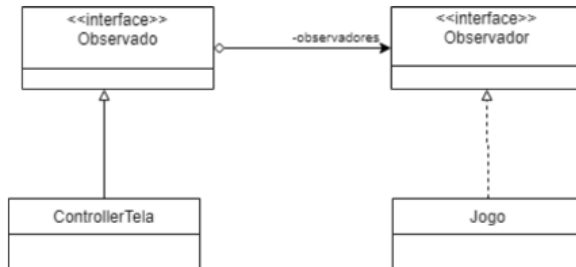 <<interface>>
Observado
-observadores
<<interface>>
Observador
ControllerTela
Jogo